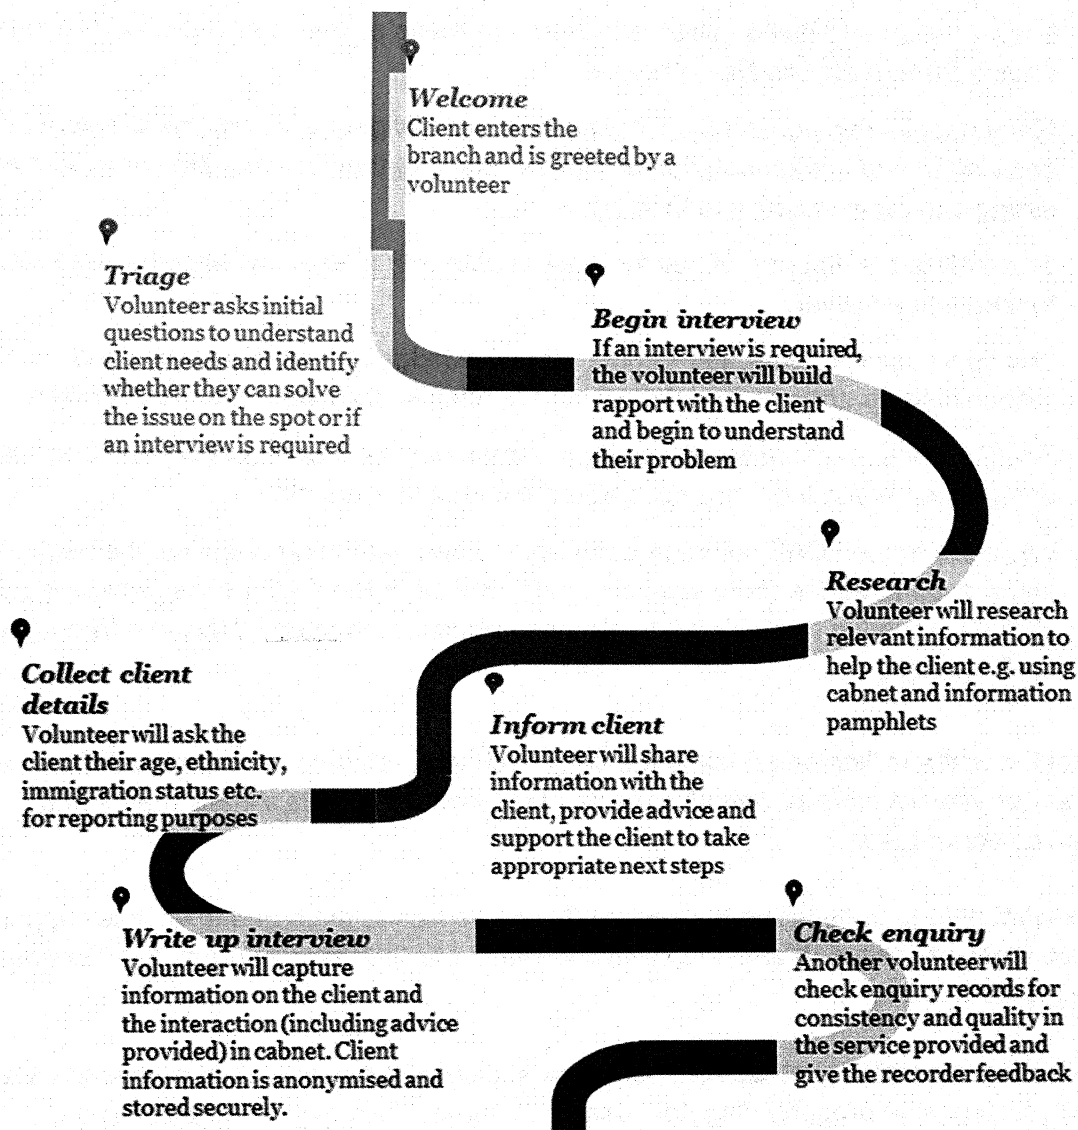 Welcome
Client enters the
branch and is greeted by a
volunteer
Triage
Volunteer asks initial
questions to understand
client needs and identify
whether they can solve
the issue on the spot or if
an interview is required
Begin interview
If an interview is required,
the volunteer will build
rapport with the client
and begin to understand
their problem
Research
Volunteer will research
relevant information to
help the client e.g. using
cabnet and information
pamphlets
Inform client
Volunteer will share
information with the
client, provide advice and
support the client to take
appropriate next steps
Collect client
details
Volunteer will ask the
client their age, ethnicity,
immigration status etc.
for reporting purposes
Write up interview
Volunteer will capture
information on the client and
the interaction (including advice
provided) in cabnet. Client
information is anonymised and
stored securely.
Check enquiry
Another volunteer will
check enquiry records for
consistency and quality in
the service provided and
give the recorder feedback